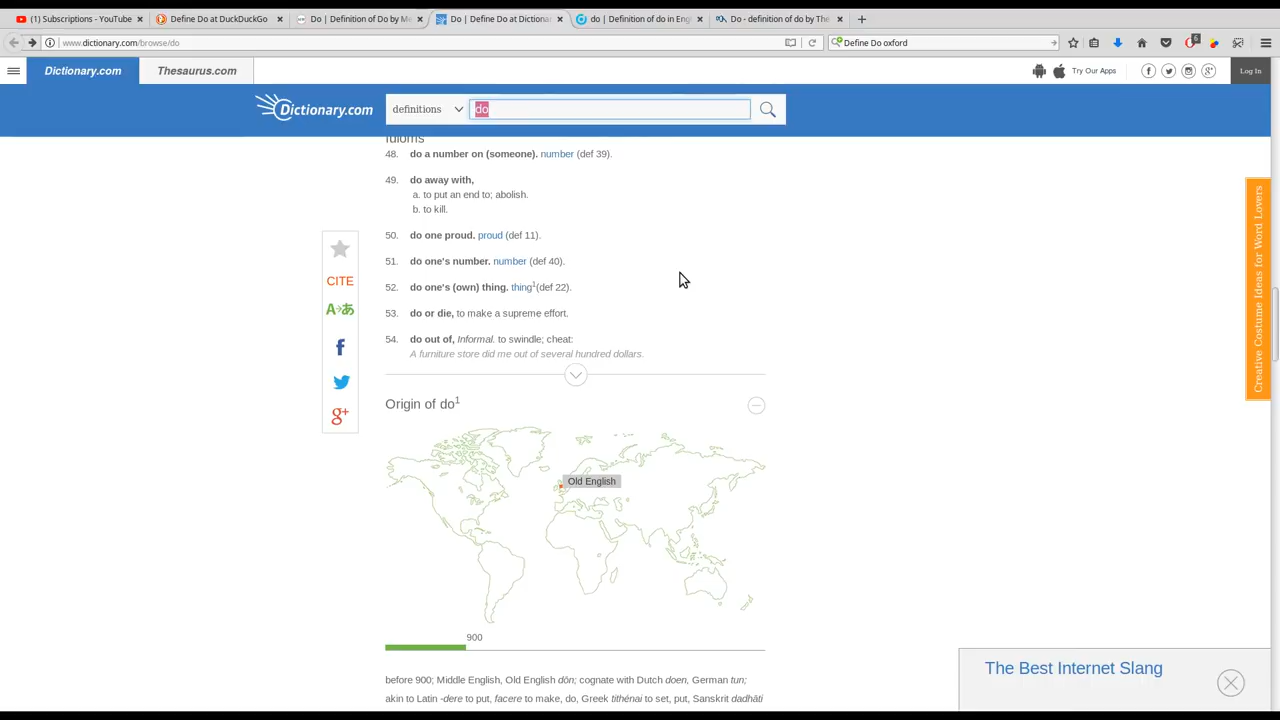 (1) Subscriptions - YouTube
Define Do at DuckDuckGo
Do | Definition of Do by Me
Do | Define Do at Dictionar
do | Definition of do in Eng
Do - definition of do by The
www.dictionary.com/browse/do
Define Do oxford
6
Dictionary.com
Thesaurus.com
Try Our Apps
Log In
Dictionary.com
definitions
do
Idioms
48. do a number on (someone). number (def 39).
49. do away with,
a. to put an end to; abolish.
b. to kill.
50. do one proud. proud (def 11).
51. do one's number. number (def 40).
52. do one's (own) thing. thing1(def 22).
53. do or die, to make a supreme effort.
54. do out of, Informal. to swindle; cheat:
A furniture store did me out of several hundred dollars.
CITE
A→あ
Creative Costume Ideas for Word Lovers
Origin of do1
Old English
900
before 900; Middle English, Old English dōn; cognate with Dutch doen, German tun;
akin to Latin -dere to put, facere to make, do, Greek tithénai to set, put, Sanskrit dadhāti
The Best Internet Slang